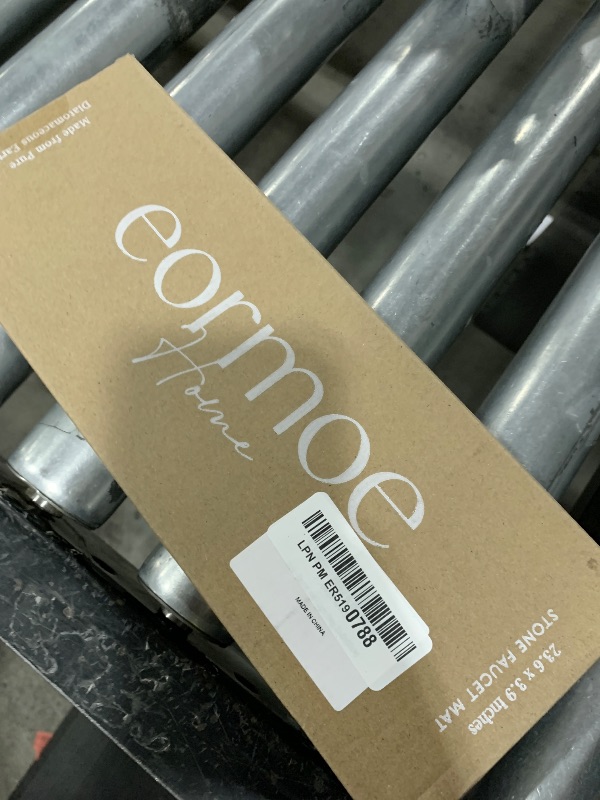 Made from Pure
Diatomaceous Ear
eormoe
Home
LPN PM ER5190788
MADE IN CHINA
STONE FAUCET MAT
23.6 x 3.9 Inches